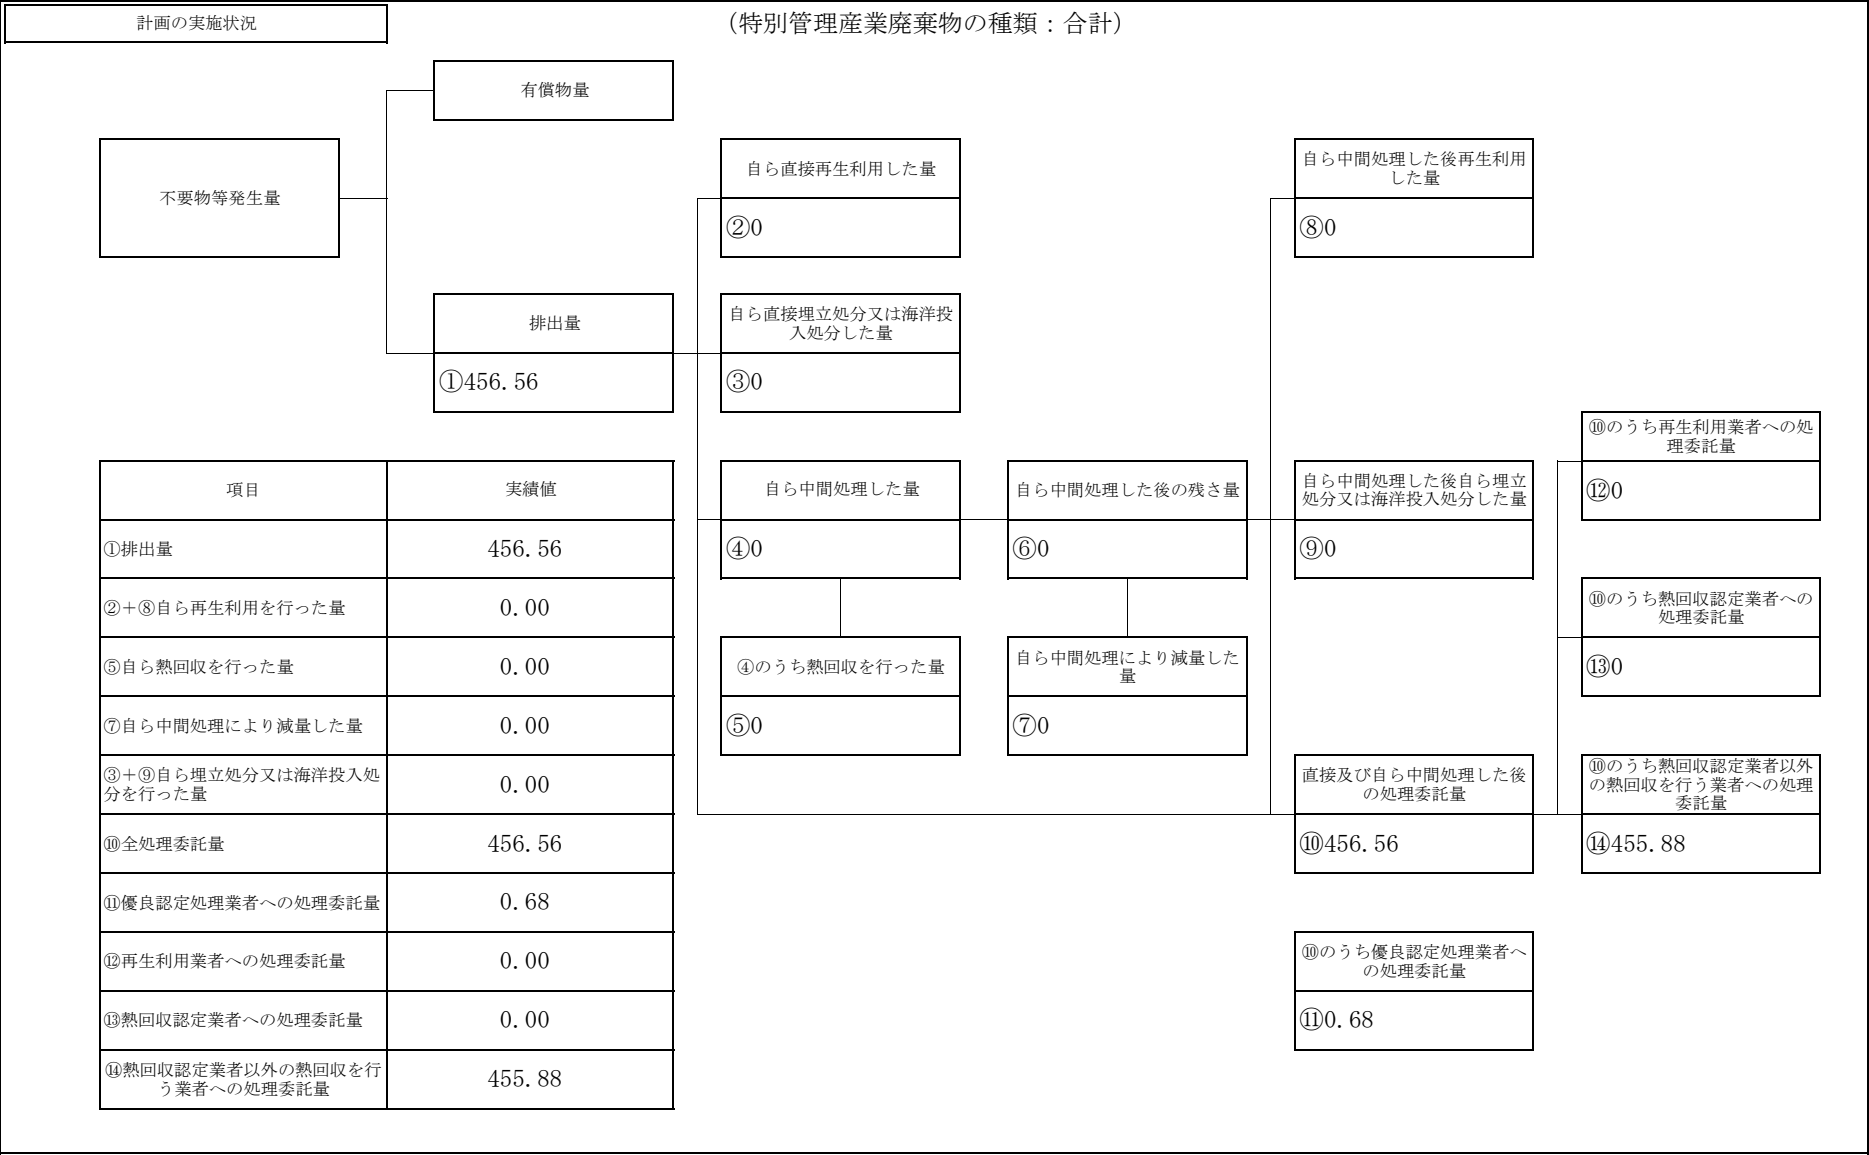 計画の実施状況
（特別管理産業廃棄物の種類：合計）
有償物量
不要物等発生量
自ら直接再生利用した量
②0
自ら中間処理した後再生利用
した量
⑧0
排出量
①456.56
自ら直接埋立処分又は海洋投
入処分した量
③0
⑩のうち再生利用業者への処
理委託量
⑫0
自ら中間処理した量
④0
自ら中間処理した後の残さ量
⑥0
自ら中間処理した後自ら埋立
処分又は海洋投入処分した量
⑨0
⑩のうち熱回収認定業者への
処理委託量
⑬0
④のうち熱回収を行った量
⑤0
自ら中間処理により減量した
量
⑦0
直接及び自ら中間処理した後
の処理委託量
⑩456.56
⑩のうち熱回収認定業者以外
の熱回収を行う業者への処理
委託量
⑭455.88
⑩のうち優良認定処理業者へ
の処理委託量
⑪0.68
項目 実績値
①排出量 456.56
②＋⑧自ら再生利用を行った量 0.00
⑤自ら熱回収を行った量 0.00
⑦自ら中間処理により減量した量 0.00
③＋⑨自ら埋立処分又は海洋投入処
分を行った量 0.00
⑩全処理委託量 456.56
⑪優良認定処理業者への処理委託量 0.68
⑫再生利用業者への処理委託量 0.00
⑬熱回収認定業者への処理委託量 0.00
⑭熱回収認定業者以外の熱回収を行
う業者への処理委託量 455.88